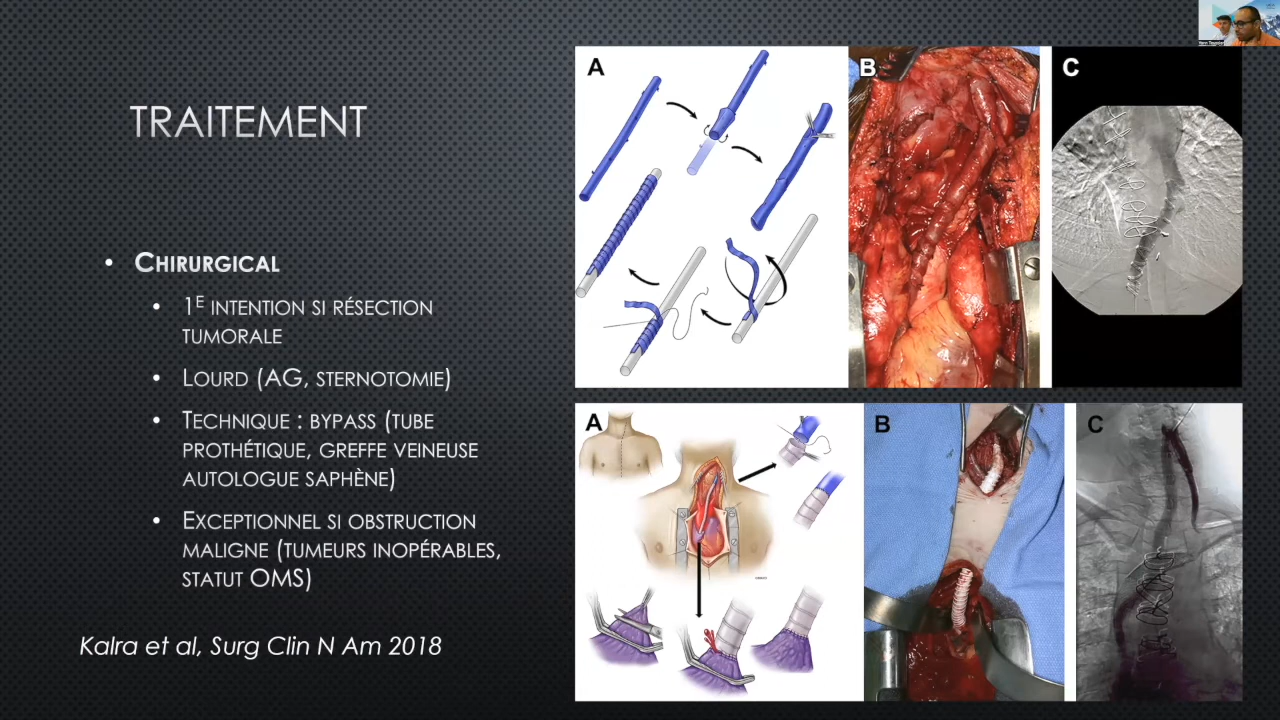 TRAITEMENT
• CHIRURGICAL
• 1E INTENTION SI RÉSECTION
TUMORALE
• LOURD (AG, STERNOTOMIE)
• TECHNIQUE : BYPASS (TUBE
PROTHÉTIQUE, GREFFE VEINEUSE
AUTOLOGUE SAPHÈNE)
• EXCEPTIONNEL SI OBSTRUCTION
MALIGNE (TUMEURS INOPÉRABLES,
STATUT OMS)
Kalra et al, Surg Clin N Am 2018
A
B
C
A
B
C